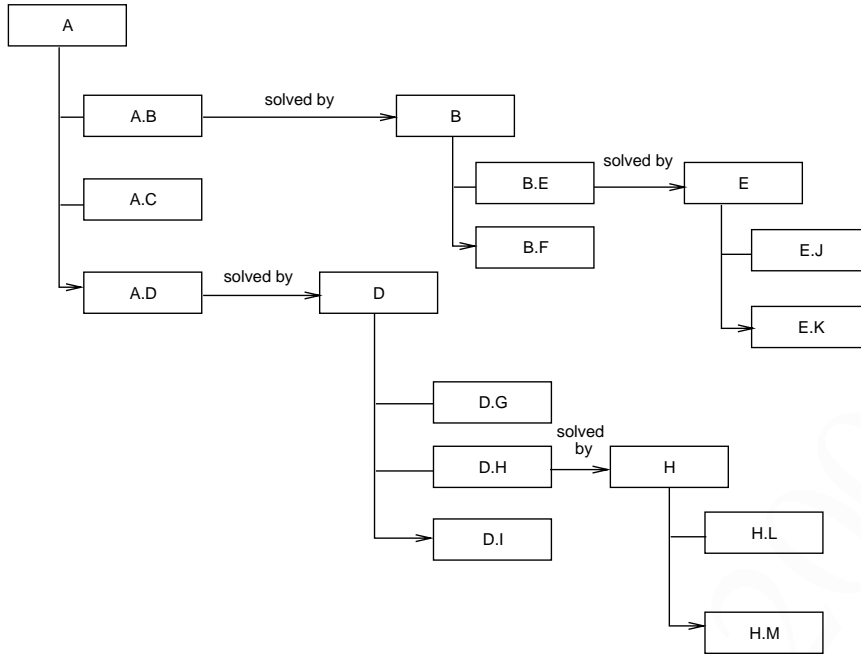 A
A.B
solved by
B
B.E
solved by
E
A.C
B.F
E.J
A.D
solved by
D
E.K
D.G
solved
by
D.H
H
D.I
H.L
H.M